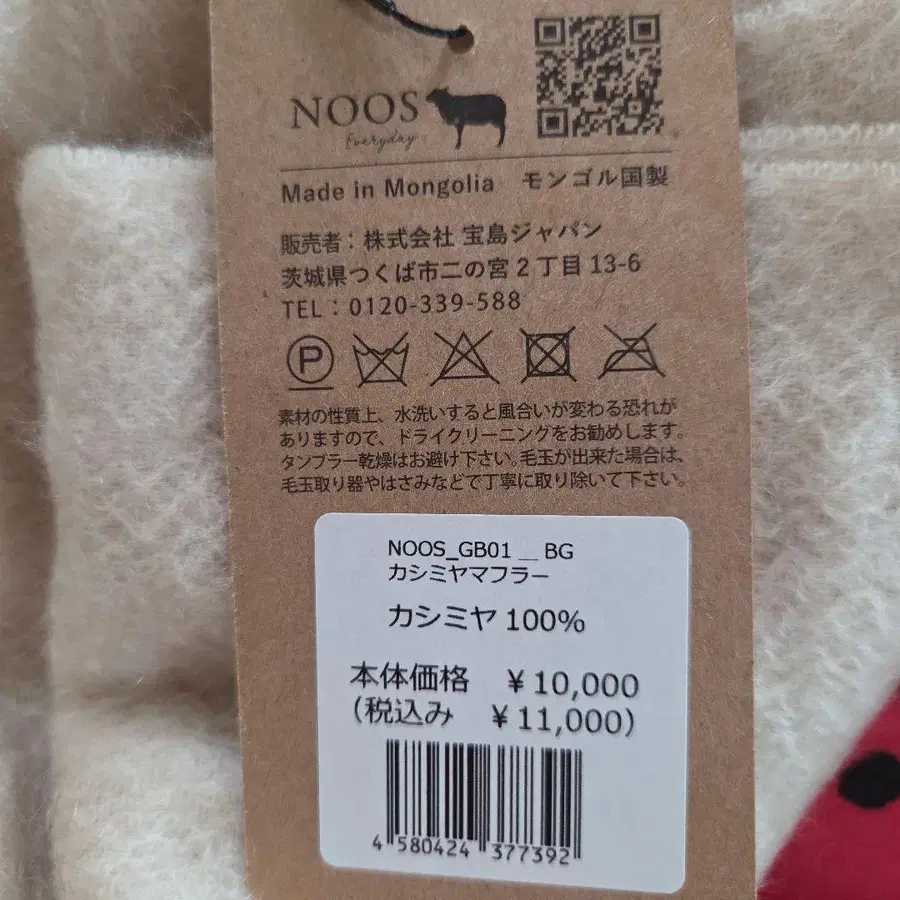 NOOS
Everyday
Made in Mongolia モンゴル国製
販売者：株式会社 宝島ジャパン
茨城県つくば市二の宮2丁目13-6
TEL：0120-339-588
P
素材の性質上、水洗いすると風合いが変わる恐れが
ありますので、ドライクリーニングをお勧めします。
タンブラー乾燥はお避け下さい。毛玉が出来た場合は、
毛玉取り器やはさみなどで丁寧に取り除いて下さい。
NOOS_GB01 __ BG
カシミヤマフラー
カシミヤ 100%
本体価格 ￥10,000
（税込み ￥11,000）
4 580424 377392